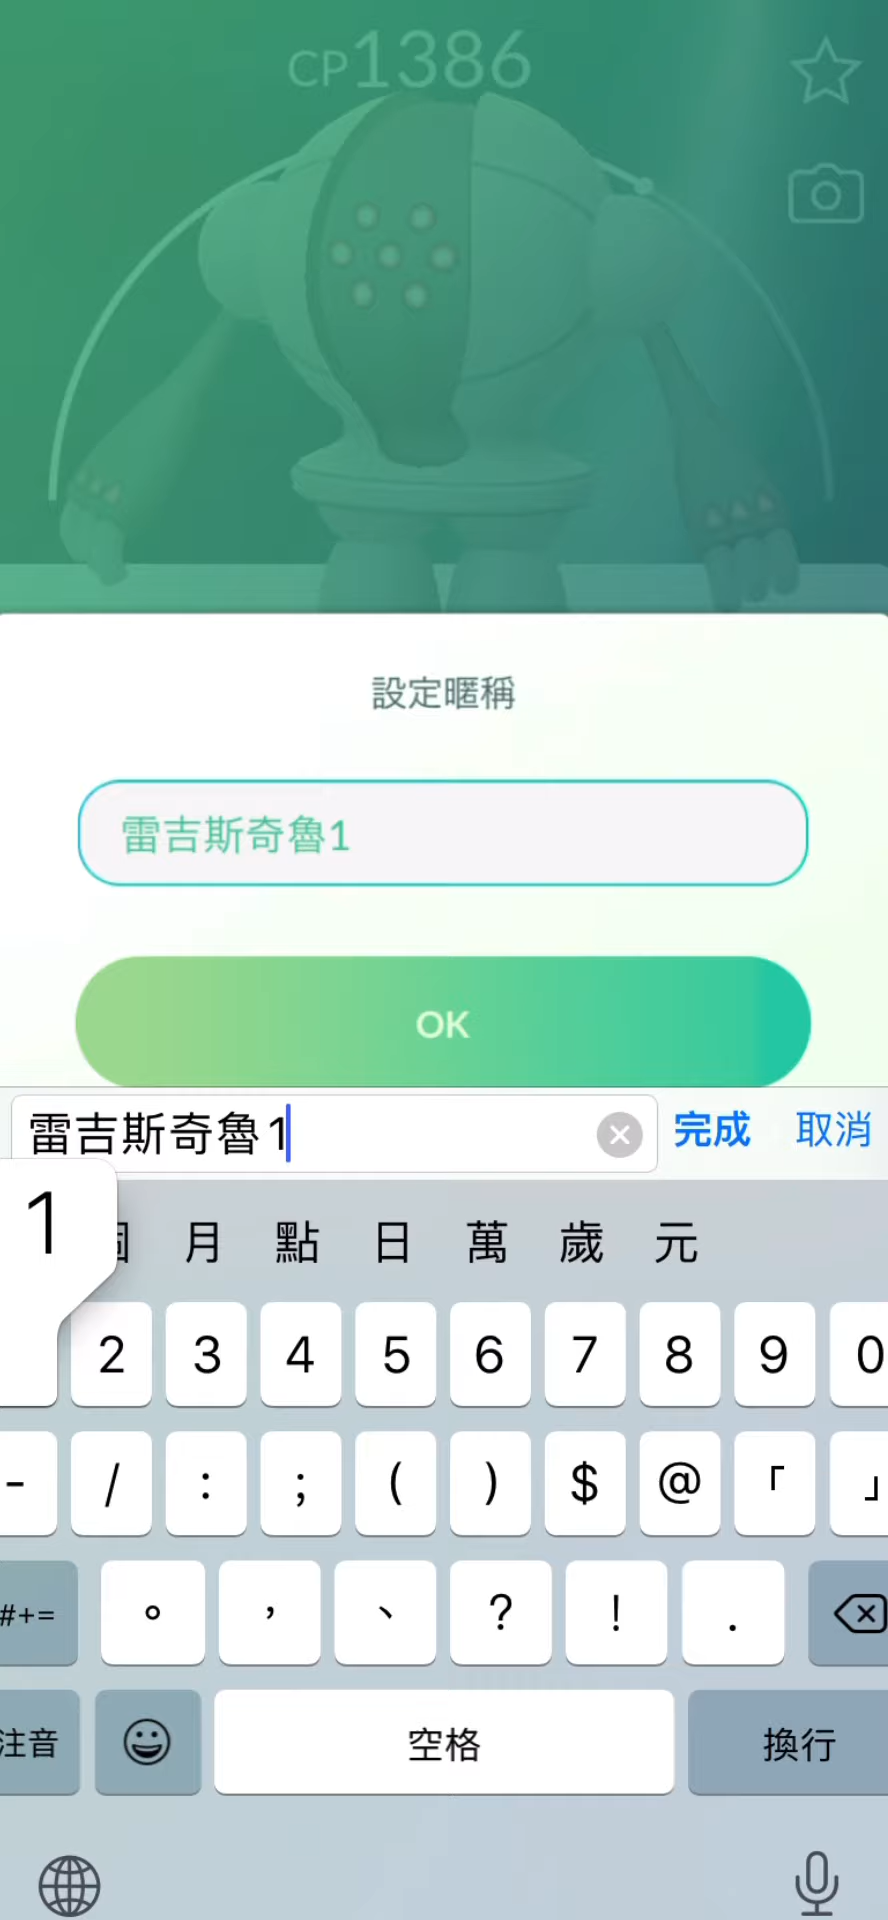 CP1386
設定暱稱
雷吉斯奇魯1
OK
雷吉斯奇魯1 完成 取消
1 個 月 點 日 萬 歲 元
2 3 4 5 6 7 8 9 0
- / : ; ( ) $ @ 「 」
#+= 。 , 、 ? ! .
注音 空格 換行